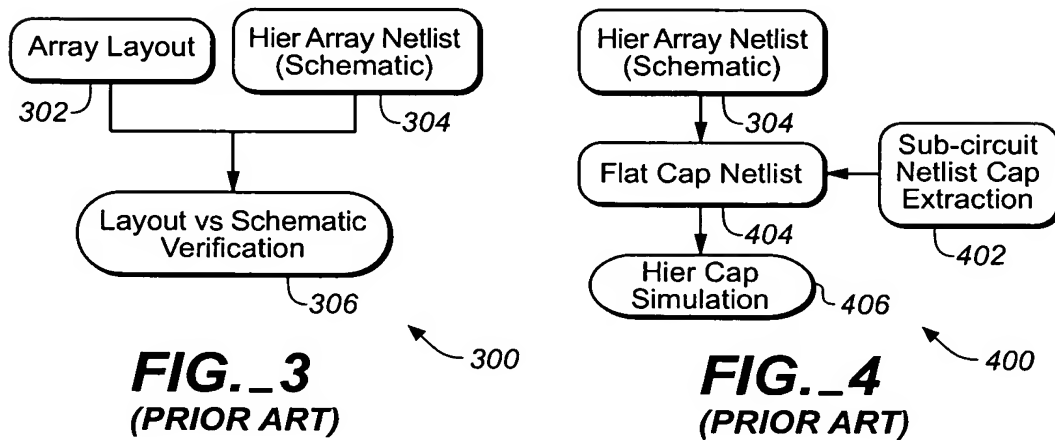 Array Layout
302
Hier Array Netlist
(Schematic)
304
Layout vs Schematic
Verification
306
300
FIG._3
(PRIOR ART)
Hier Array Netlist
(Schematic)
304
Flat Cap Netlist
404
Sub-circuit
Netlist Cap
Extraction
402
Hier Cap
Simulation
406
400
FIG._4
(PRIOR ART)